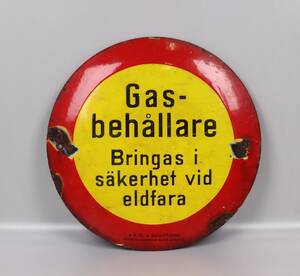 Gas-
behållare
Bringas i
säkerhet vid
eldfara